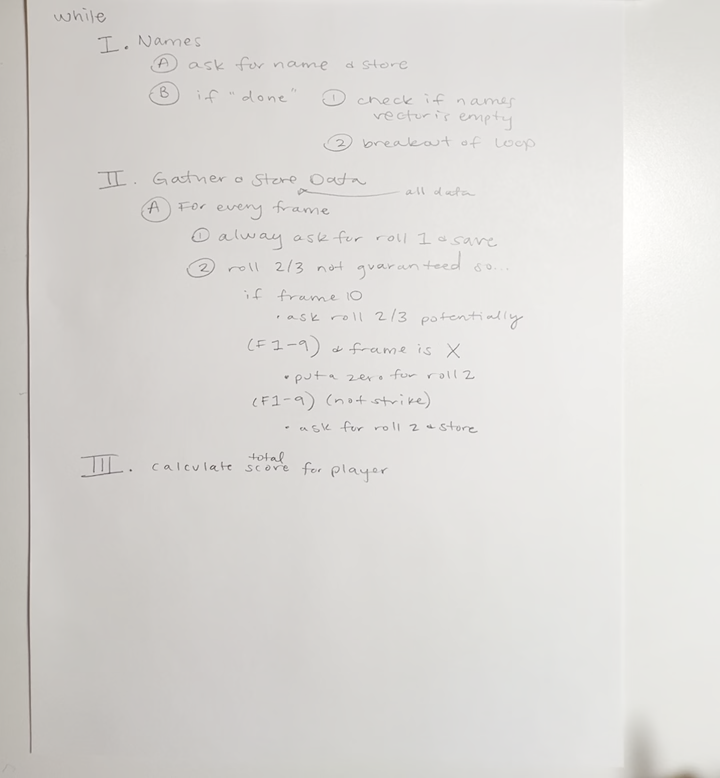 while
I. Names
A ask for name & store
B if "done" 1 check if names
vector is empty
2 breakout of loop
II. Gather & Store Data
all data
A For every frame
1 alway ask for roll 1 & save
2 roll 2/3 not guaranteed so...
if frame 10
• ask roll 2/3 potentially
(F1-9) & frame is X
• put a zero for roll 2
(F1-9) (not strike)
• ask for roll 2 & store
III. calculate total score for player